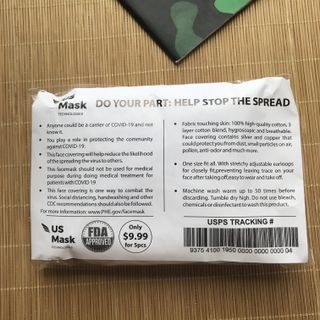 US
Mask
TECHNOLOGIES
DO YOUR PART: HELP STOP THE SPREAD
• Anyone could be a carrier of COVID-19 and not
know it.
• You play a role in protecting the community
against COVID-19.
• This face covering will help reduce the likelihood
of spreading the virus to others.
• This facemask should not be used for medical
purpose during doing medical treatment for
patients with COVID 19
• This face covering is one way to combat the
virus. Social distancing, handwashing and other
CDC recommendations should also be followed.
For more information: www.PHE.gov/facemask
US
Mask
TECHNOLOGIES
FDA
APPROVED
Only
$9.99
for 5pcs
• Fabric touching skin: 100% high-quality cotton, 3
layer cotton blend, hygroscopic and breathable.
Face covering contains silver and copper that
could protect you from dust, small particles on air,
pollen, anti-odor and much more.
• One size fit all. With stretchy adjustable earloops
for closely fit, preventing leaving trace on your
face after taking off, easy to wear and take off.
• Machine wash warm up to 50 times before
discarding. Tumble dry high. Do not use bleach,
chemicals or disinfectant to wash this product.
USPS TRACKING #
9375 4100 1950 0000 0000 0000 04